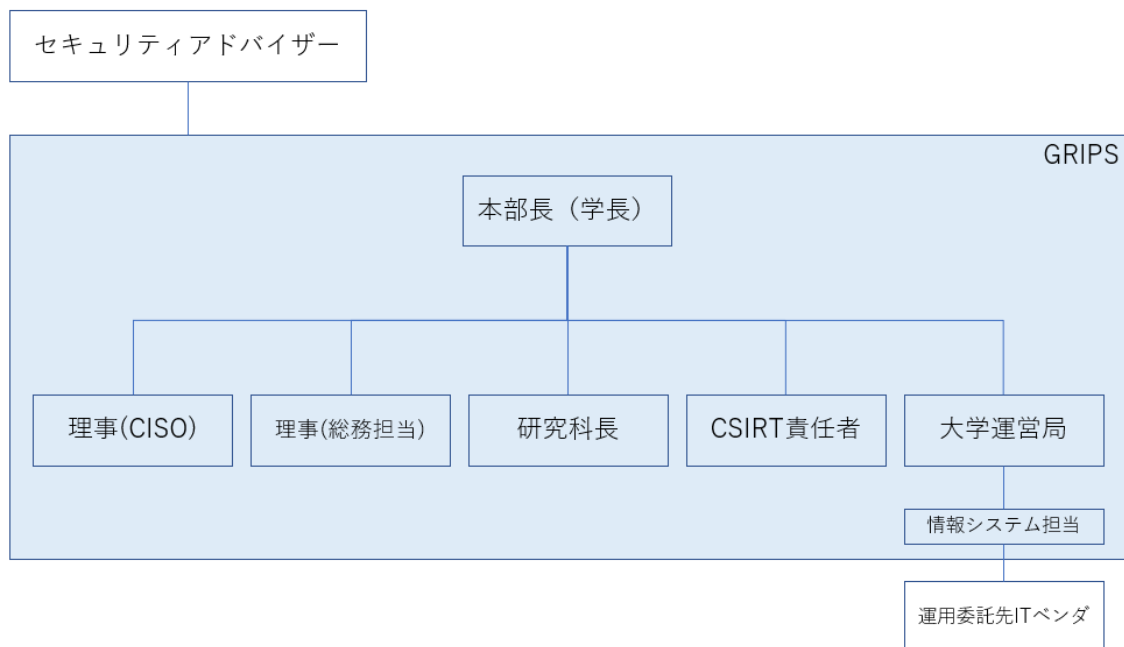 セキュリティアドバイザー
GRIPS
本部長（学長）
理事(CISO)
理事(総務担当)
研究科長
CSIRT責任者
大学運営局
情報システム担当
運用委託先ITベンダ